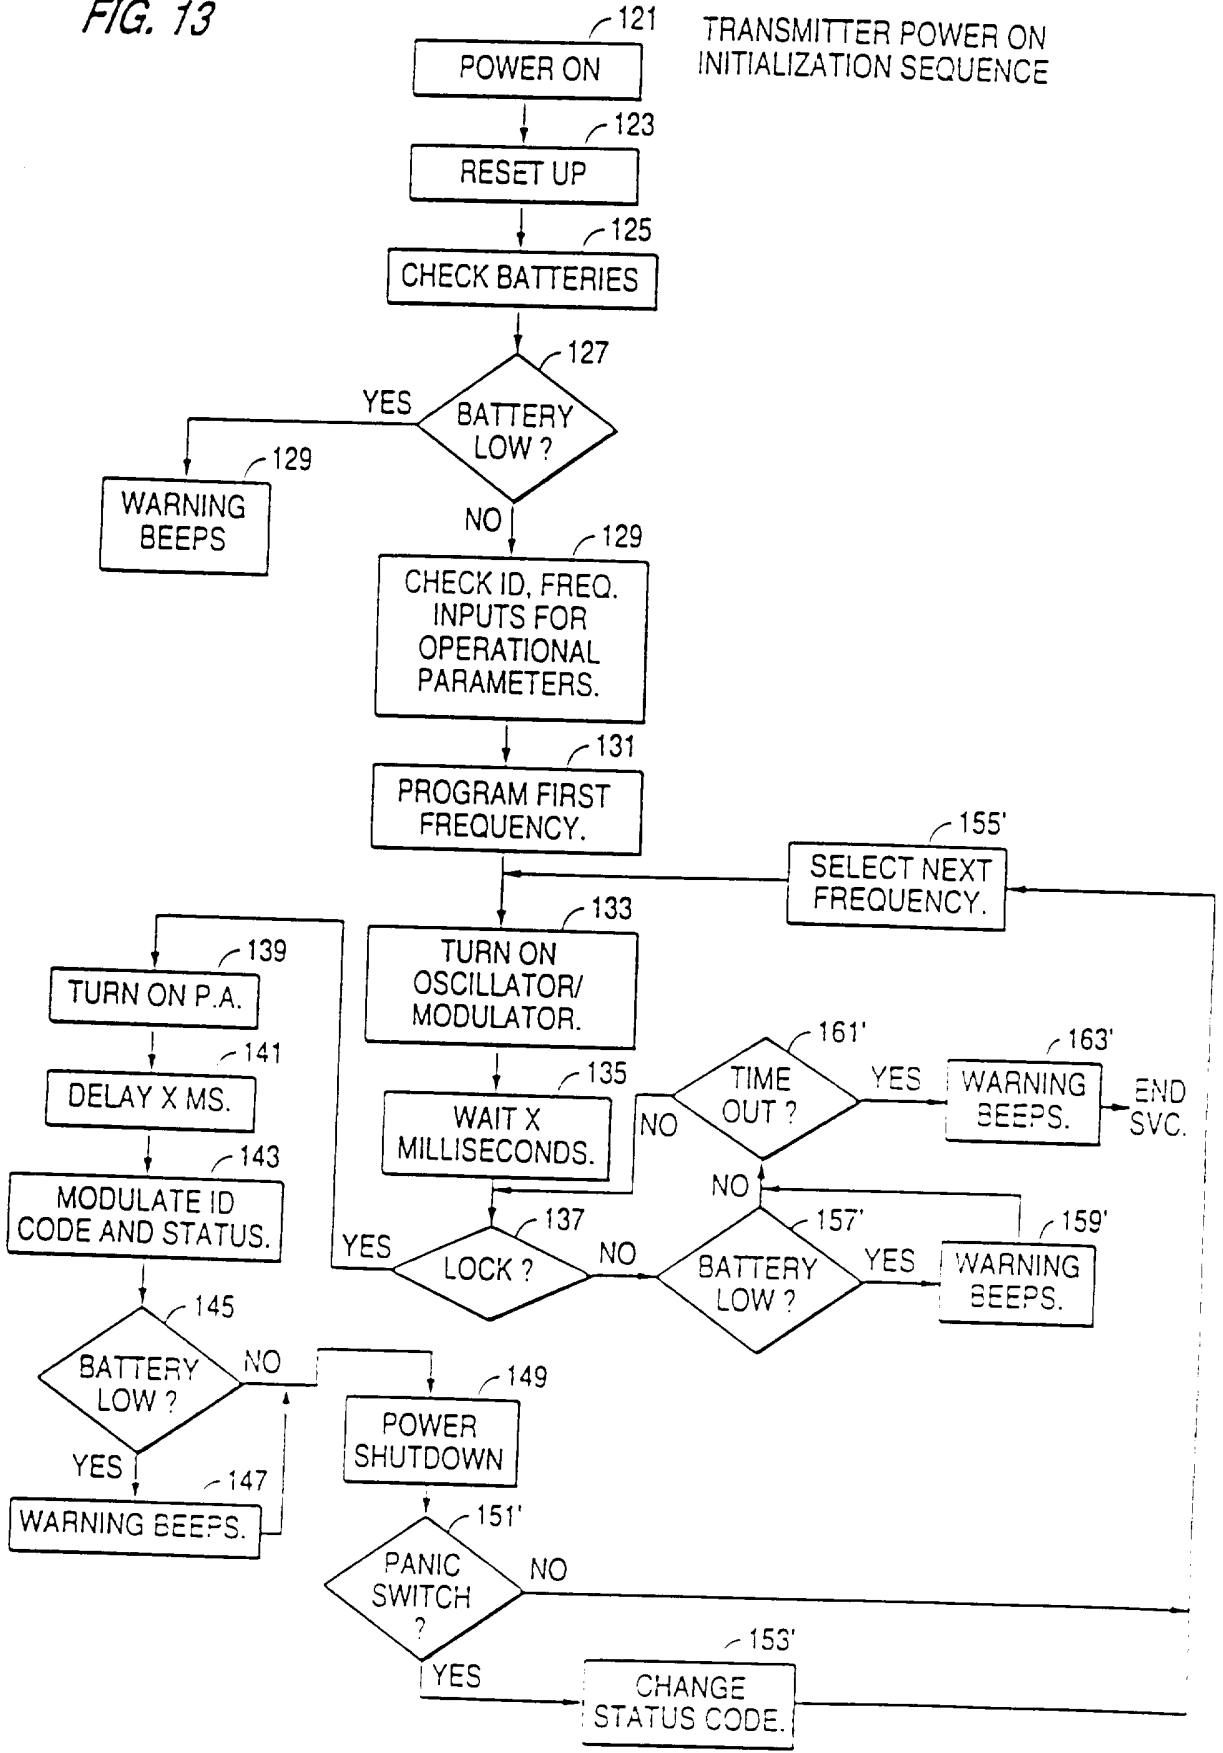 FIG. 13
TRANSMITTER POWER ON
INITIALIZATION SEQUENCE
121
POWER ON
123
RESET UP
125
CHECK BATTERIES
127
BATTERY
LOW ?
YES
129
WARNING
BEEPS
NO
129
CHECK ID, FREQ.
INPUTS FOR
OPERATIONAL
PARAMETERS.
131
PROGRAM FIRST
FREQUENCY.
155'
SELECT NEXT
FREQUENCY.
133
TURN ON
OSCILLATOR/
MODULATOR.
139
TURN ON P.A.
141
DELAY X MS.
143
MODULATE ID
CODE AND STATUS.
135
WAIT X
MILLISECONDS.
161'
TIME
OUT ?
YES
NO
163'
WARNING
BEEPS.
END
SVC.
137
LOCK ?
YES
NO
157'
BATTERY
LOW ?
NO
YES
159'
WARNING
BEEPS.
145
BATTERY
LOW ?
NO
YES
147
WARNING BEEPS.
149
POWER
SHUTDOWN
151'
PANIC
SWITCH
?
NO
YES
153'
CHANGE
STATUS CODE.